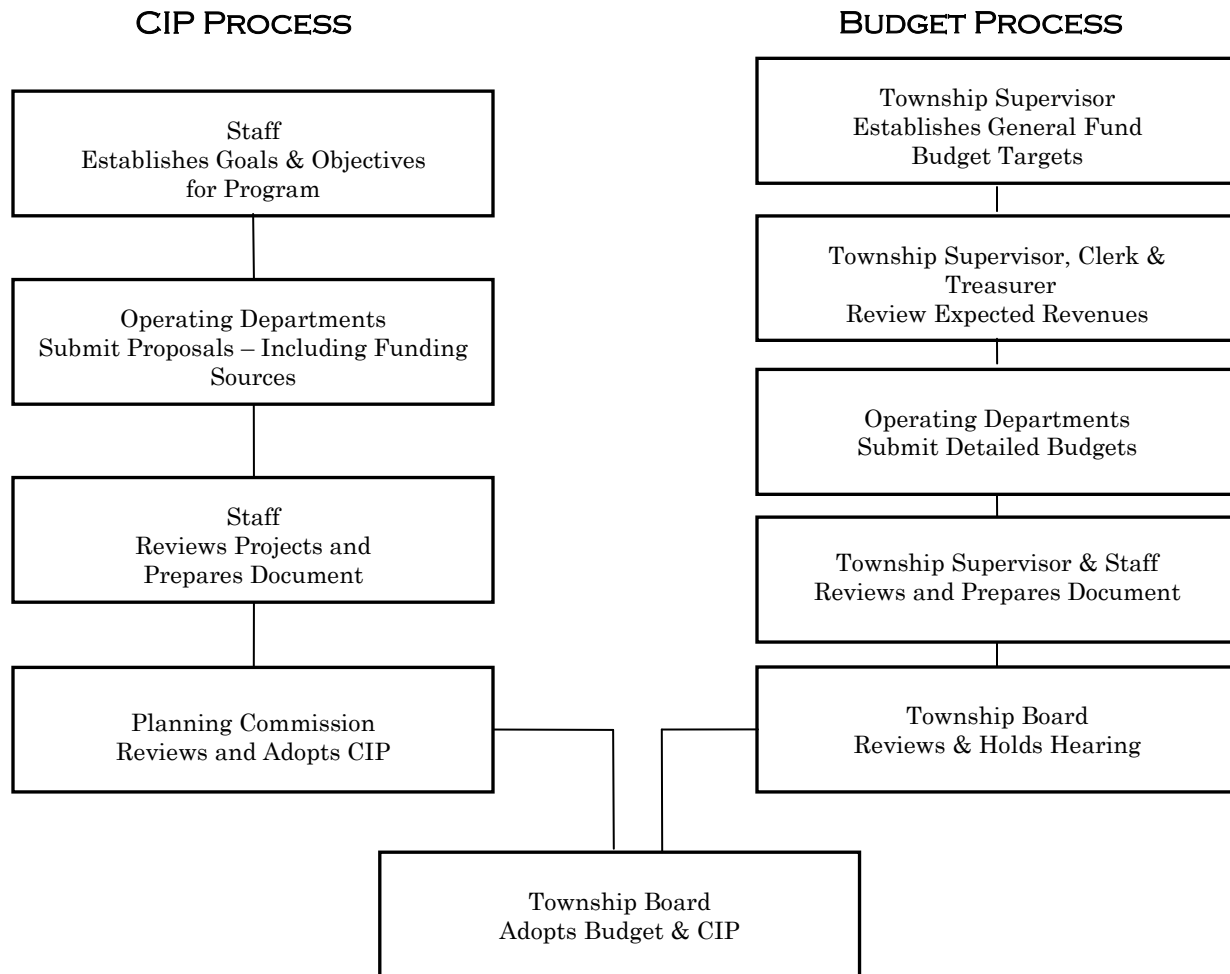 CIP PROCESS
Staff
Establishes Goals & Objectives
for Program
Operating Departments
Submit Proposals – Including Funding
Sources
Staff
Reviews Projects and
Prepares Document
Planning Commission
Reviews and Adopts CIP
BUDGET PROCESS
Township Supervisor
Establishes General Fund
Budget Targets
Township Supervisor, Clerk &
Treasurer
Review Expected Revenues
Operating Departments
Submit Detailed Budgets
Township Supervisor & Staff
Reviews and Prepares Document
Township Board
Reviews & Holds Hearing
Township Board
Adopts Budget & CIP